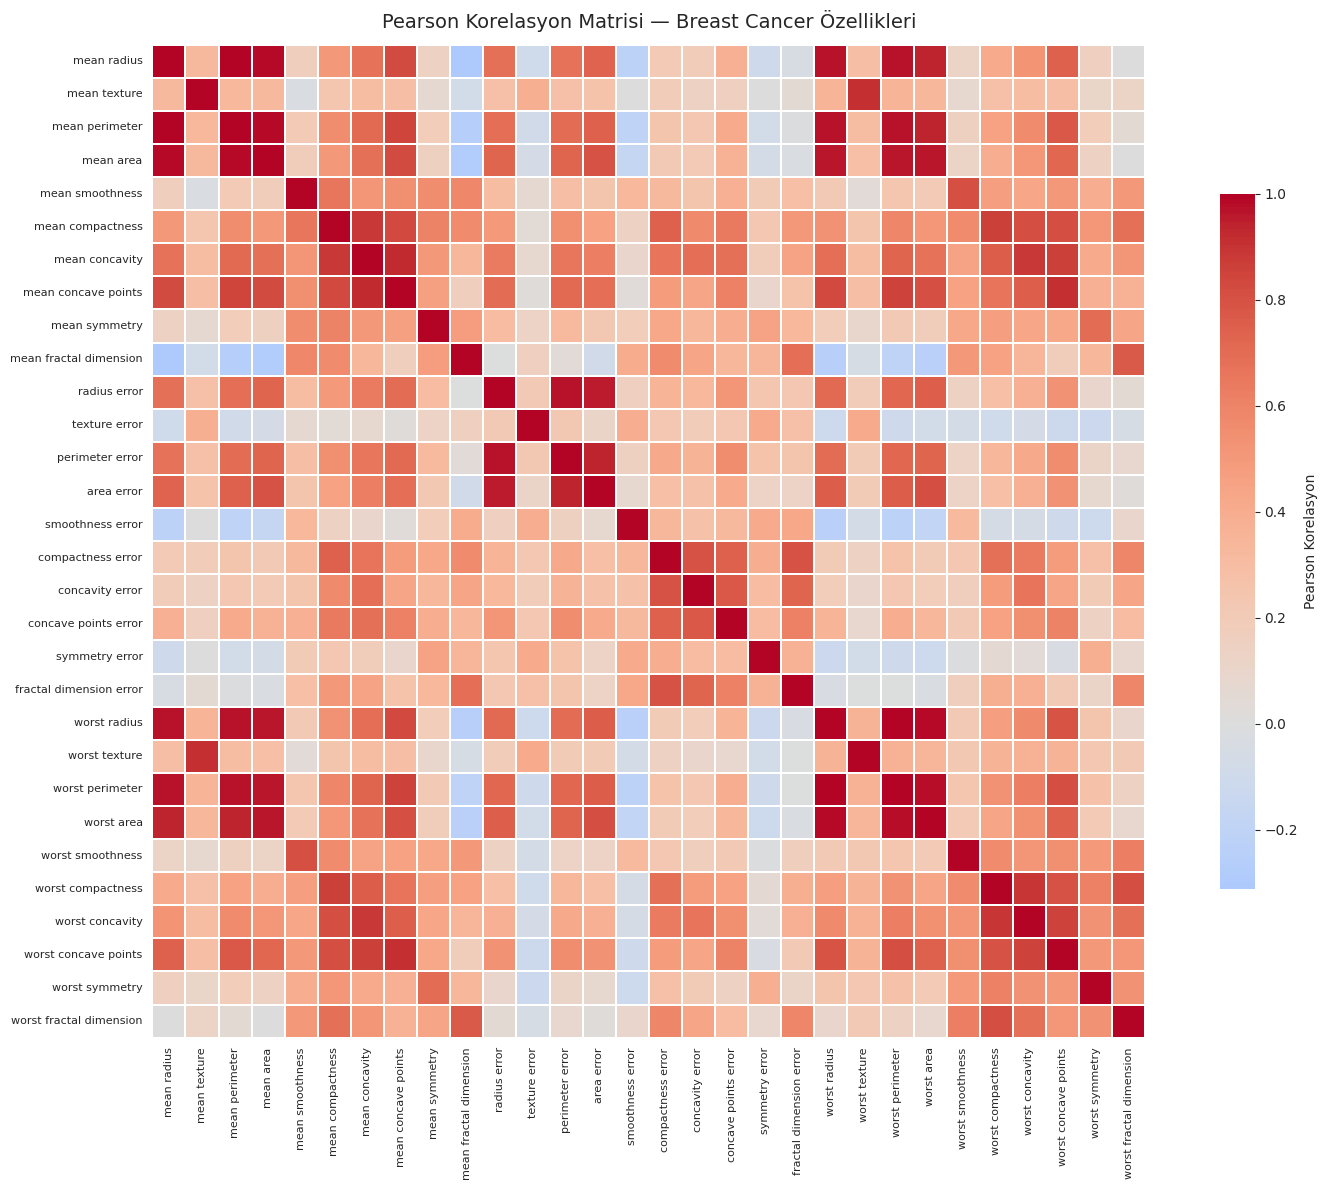 Pearson Korelasyon Matrisi — Breast Cancer Özellikleri
mean radius
mean texture
mean perimeter
mean area
mean smoothness
mean compactness
mean concavity
mean concave points
mean symmetry
mean fractal dimension
radius error
texture error
perimeter error
area error
smoothness error
compactness error
concavity error
concave points error
symmetry error
fractal dimension error
worst radius
worst texture
worst perimeter
worst area
worst smoothness
worst compactness
worst concavity
worst concave points
worst symmetry
worst fractal dimension
mean radius
mean texture
mean perimeter
mean area
mean smoothness
mean compactness
mean concavity
mean concave points
mean symmetry
mean fractal dimension
radius error
texture error
perimeter error
area error
smoothness error
compactness error
concavity error
concave points error
symmetry error
fractal dimension error
worst radius
worst texture
worst perimeter
worst area
worst smoothness
worst compactness
worst concavity
worst concave points
worst symmetry
worst fractal dimension
1.0
0.8
0.6
0.4
0.2
0.0
−0.2
Pearson Korelasyon